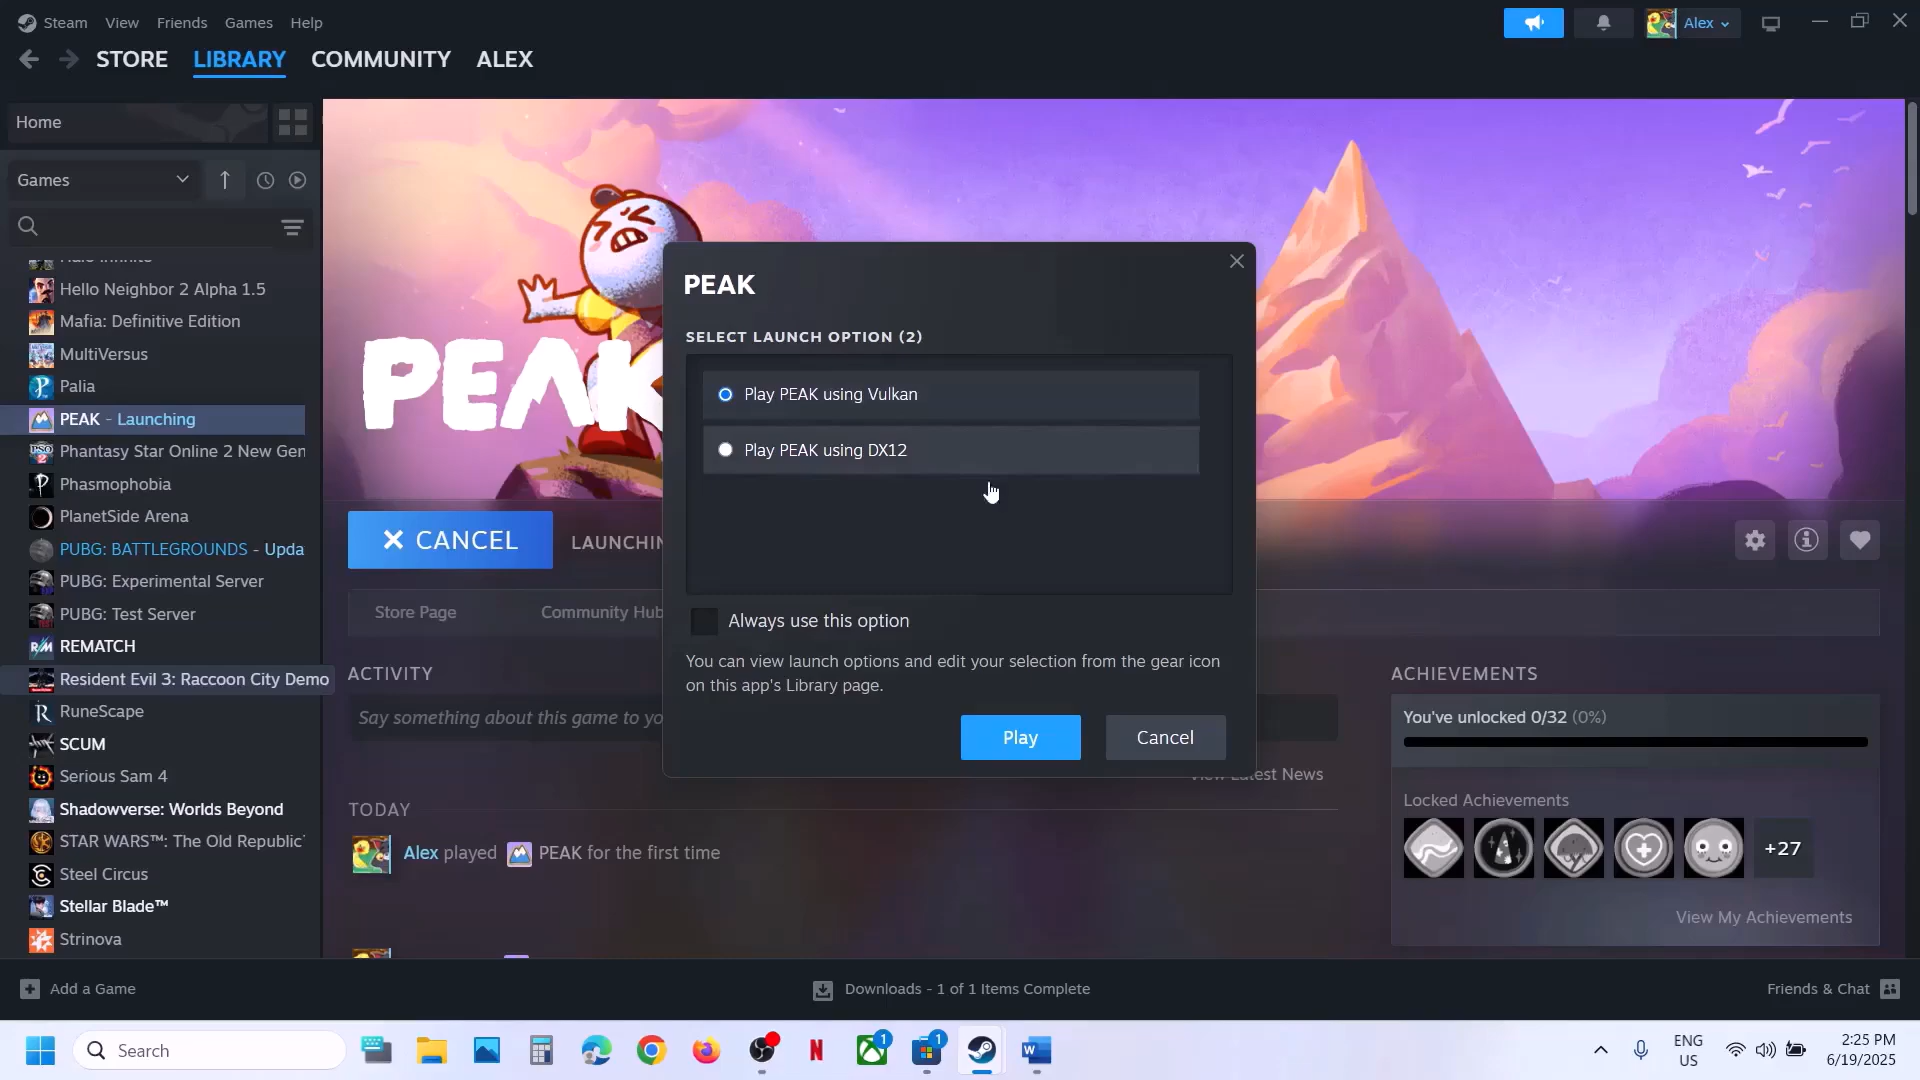 Steam View Friends Games Help
Alex
STORE LIBRARY COMMUNITY ALEX
Home
Games
Hello Neighbor 2 Alpha 1.5
Mafia: Definitive Edition
MultiVersus
Palia
PEAK - Launching
Phantasy Star Online 2 New Gen
Phasmophobia
PlanetSide Arena
PUBG: BATTLEGROUNDS - Upda
PUBG: Experimental Server
PUBG: Test Server
REMATCH
Resident Evil 3: Raccoon City Demo
RuneScape
SCUM
Serious Sam 4
Shadowverse: Worlds Beyond
STAR WARS™: The Old Republic
Steel Circus
Stellar Blade™
Strinova
PEAK
PEAK
SELECT LAUNCH OPTION (2)
Play PEAK using Vulkan
Play PEAK using DX12
Always use this option
You can view launch options and edit your selection from the gear icon
on this app's Library page.
Play Cancel
CANCEL LAUNCHIN
Store Page Community Hub
ACTIVITY
Say something about this game to yo
View Latest News
TODAY
Alex played PEAK for the first time
ACHIEVEMENTS
You've unlocked 0/32 (0%)
Locked Achievements
+27
View My Achievements
Add a Game
Downloads - 1 of 1 Items Complete
Friends & Chat
Search
1
1
ENG
US
2:25 PM
6/19/2025